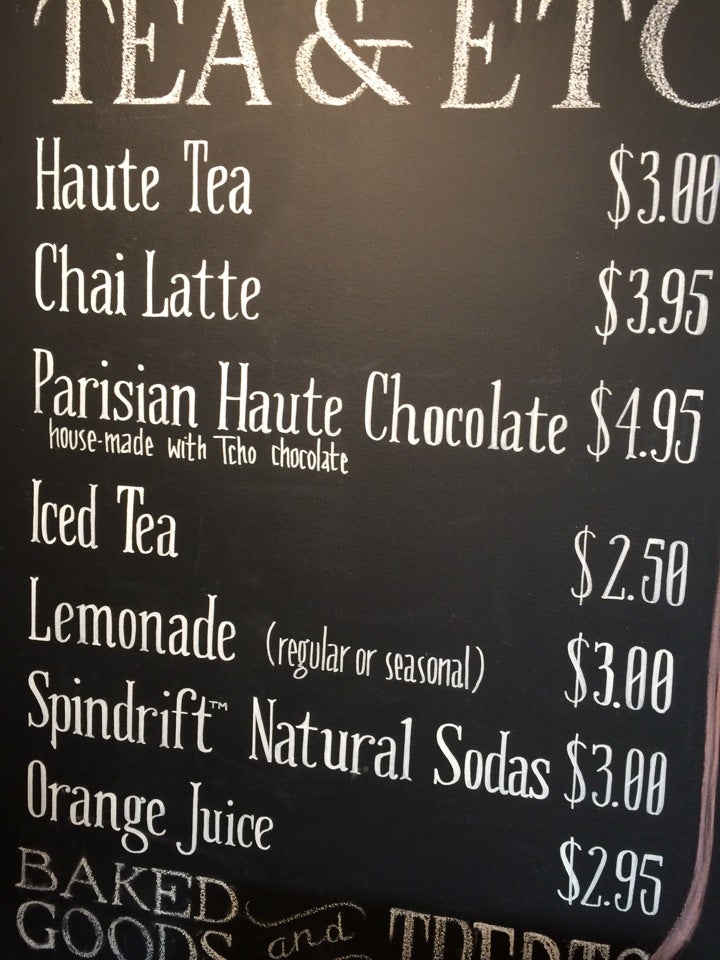 TEA & ETC
Haute Tea $3.00
Chai Latte $3.95
Parisian Haute Chocolate $4.95
house-made with Tcho chocolate
Iced Tea $2.50
Lemonade (regular or seasonal) $3.00
Spindrift™ Natural Sodas $3.00
Orange Juice $2.95
BAKED
GOODS and TREATS